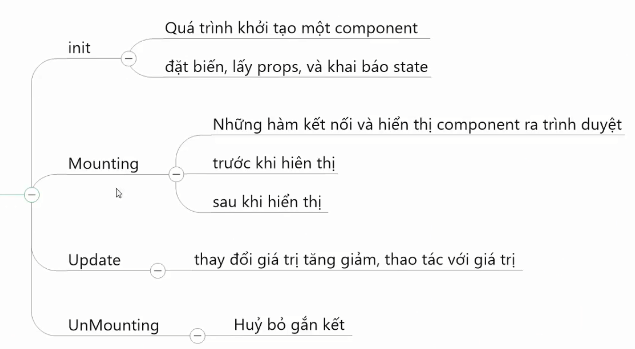 init
Quá trình khởi tạo một component
đặt biến, lấy props, và khai báo state
Mounting
Những hàm kết nối và hiển thị component ra trình duyệt
trước khi hiên thị
sau khi hiển thị
Update
thay đổi giá trị tăng giảm, thao tác với giá trị
UnMounting
Huỷ bỏ gắn kết